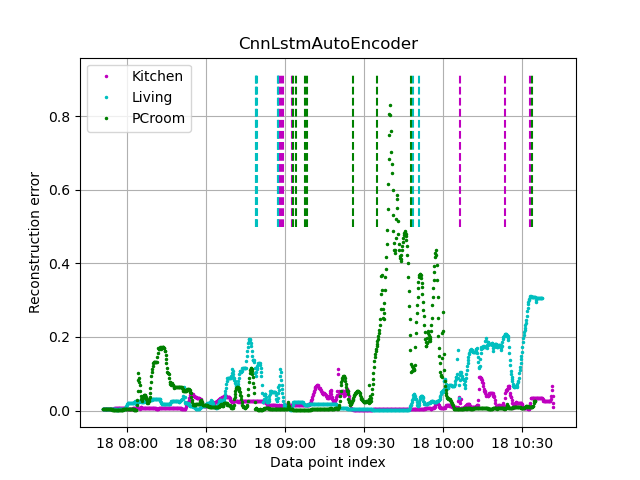 CnnLstmAutoEncoder
Kitchen
Living
PCroom
Reconstruction error
0.8
0.6
0.4
0.2
0.0
18 08:00 18 08:30 18 09:00 18 09:30 18 10:00 18 10:30
Data point index